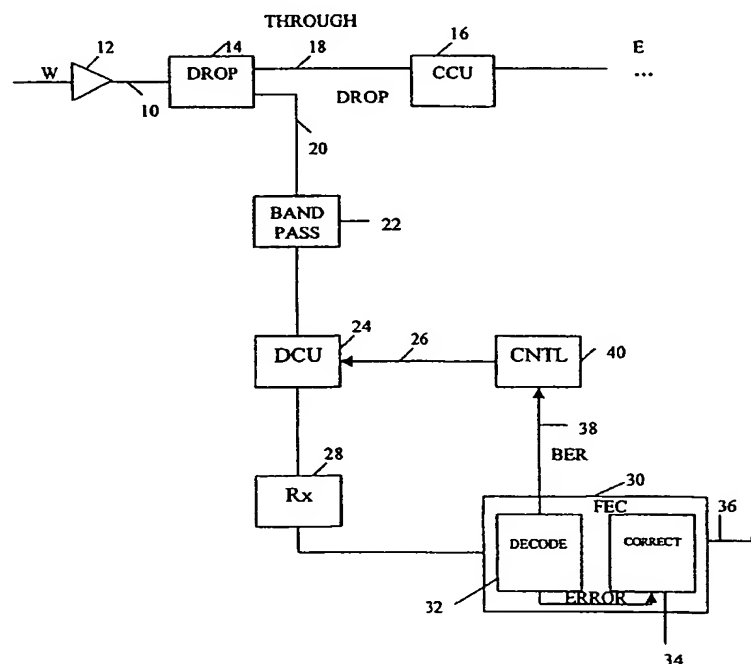 THROUGH
12
14
18
16
E
W
DROP
CCU
...
10
DROP
20
BAND
PASS
22
24
26
DCU
CNTL
40
38
28
BER
Rx
30
36
FEC
DECODE
CORRECT
32
ERROR
34